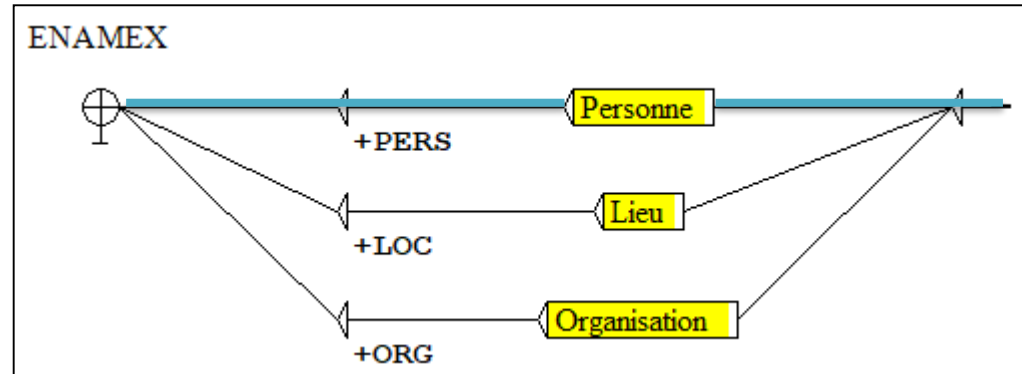 ENAMEX
Personne
+PERS
Lieu
+LOC
Organisation
+ORG